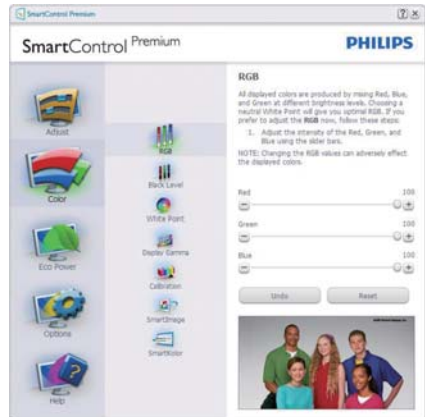 SmartControl Premium
SmartControl Premium
PHILIPS
Adjust
Color
Eco Power
Options
Help
RGB
Black Level
White Point
Display Gamma
Calibration
SmartImage
SmartKolor
RGB
All displayed colors are produced by mixing Red, Blue,
and Green at different brightness levels. Choosing a
neutral White Point will give you optimal RGB. If you
prefer to adjust the RGB now, follow these steps:
1. Adjust the intensity of the Red, Green, and
Blue using the slider bars.
NOTE: Changing the RGB values can adversely effect
the displayed colors.
Red 100
Green 100
Blue 100
Undo Reset